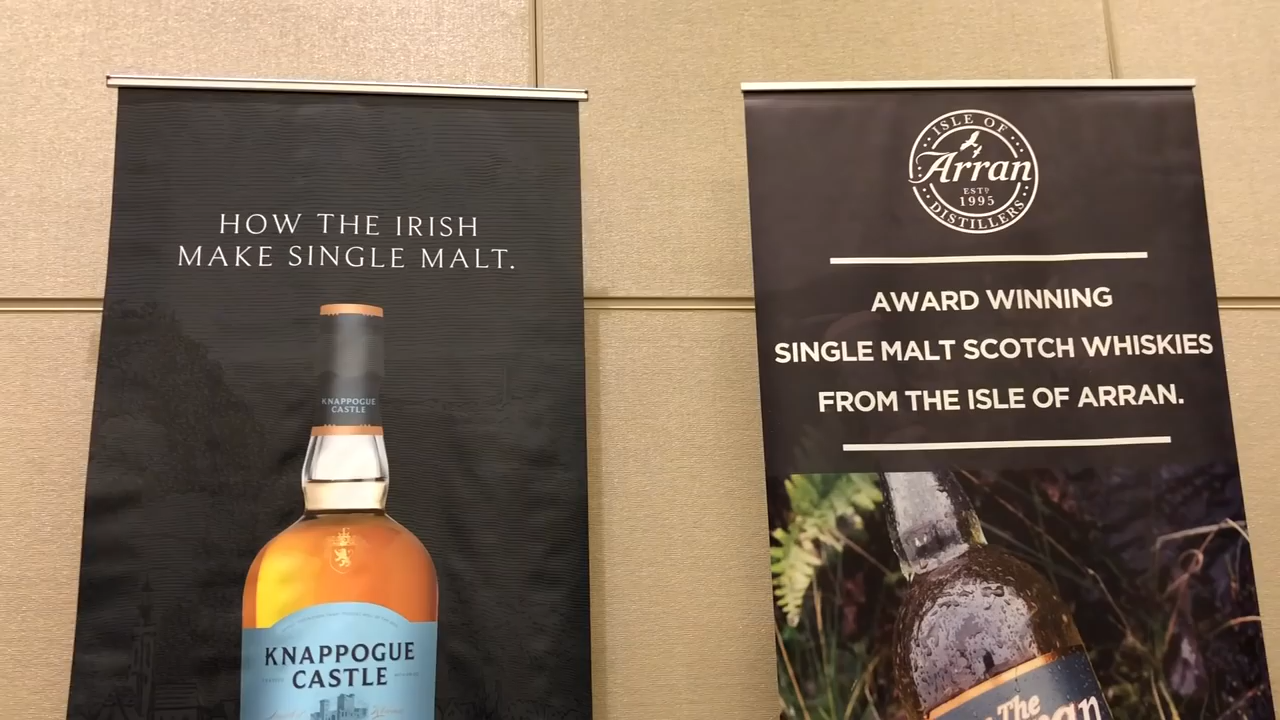 HOW THE IRISH
MAKE SINGLE MALT.
KNAPPOGUE
CASTLE
KNAPPOGUE
CASTLE
ISLE OF
Arran
ESTD
1995
DISTILLERS
AWARD WINNING
SINGLE MALT SCOTCH WHISKIES
FROM THE ISLE OF ARRAN.
The